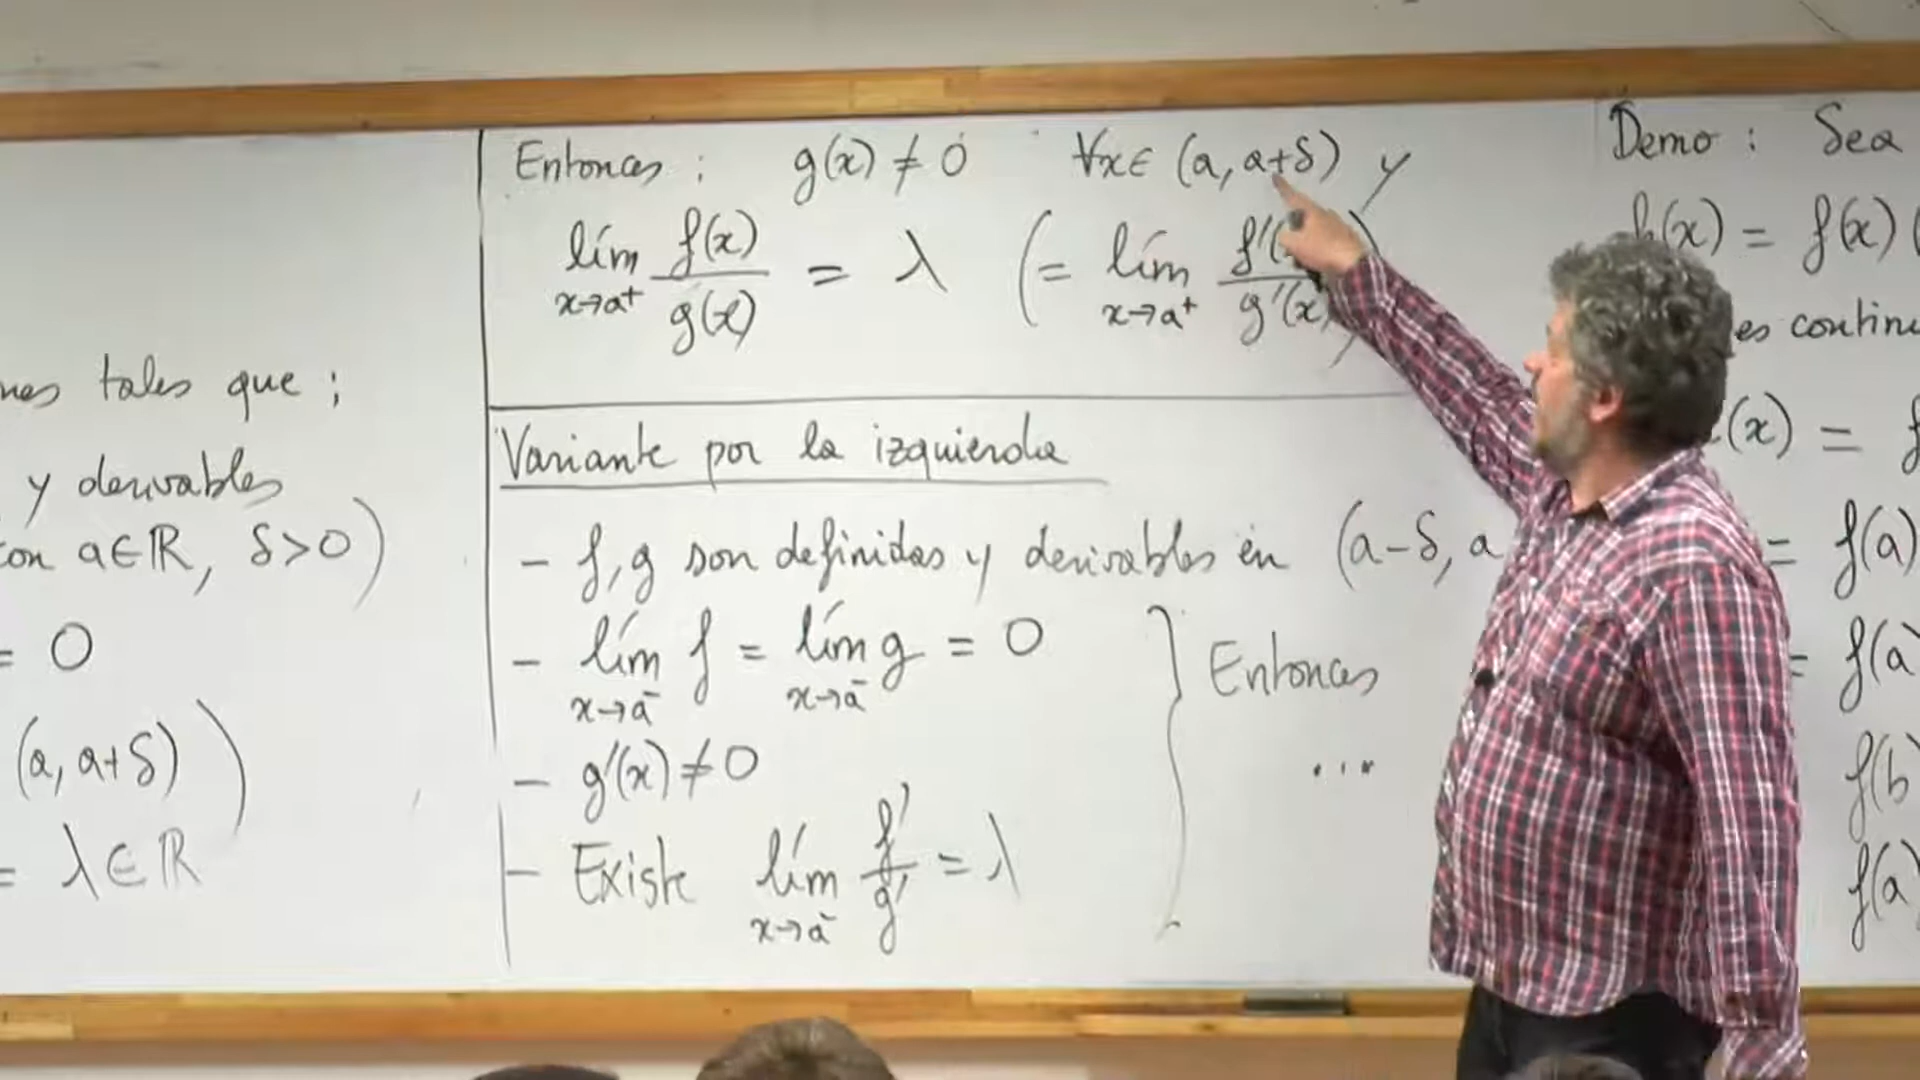 nes tales que ;
y derivables
con a∈ℝ, δ>0)
= 0
(a, a+δ) )
= λ∈ℝ
Entonces : g(x) ≠ 0 ∀x∈ (a, a+δ) y
lím x→a⁺ f(x)/g(x) = λ (= lím x→a⁺ f'(x)/g'(x))
Variante por la izquierda
- f, g son definidas y derivables en (a-δ, a
- lím x→a⁻ f = lím x→a⁻ g = 0
- g'(x) ≠ 0
- Existe lím x→a⁻ f'/g' = λ
} Entonces
...
Demo : Sea
h(x) = f(x) (
es continu
(x) = f
= f(a)
= f(a)
f(b)
f(a)